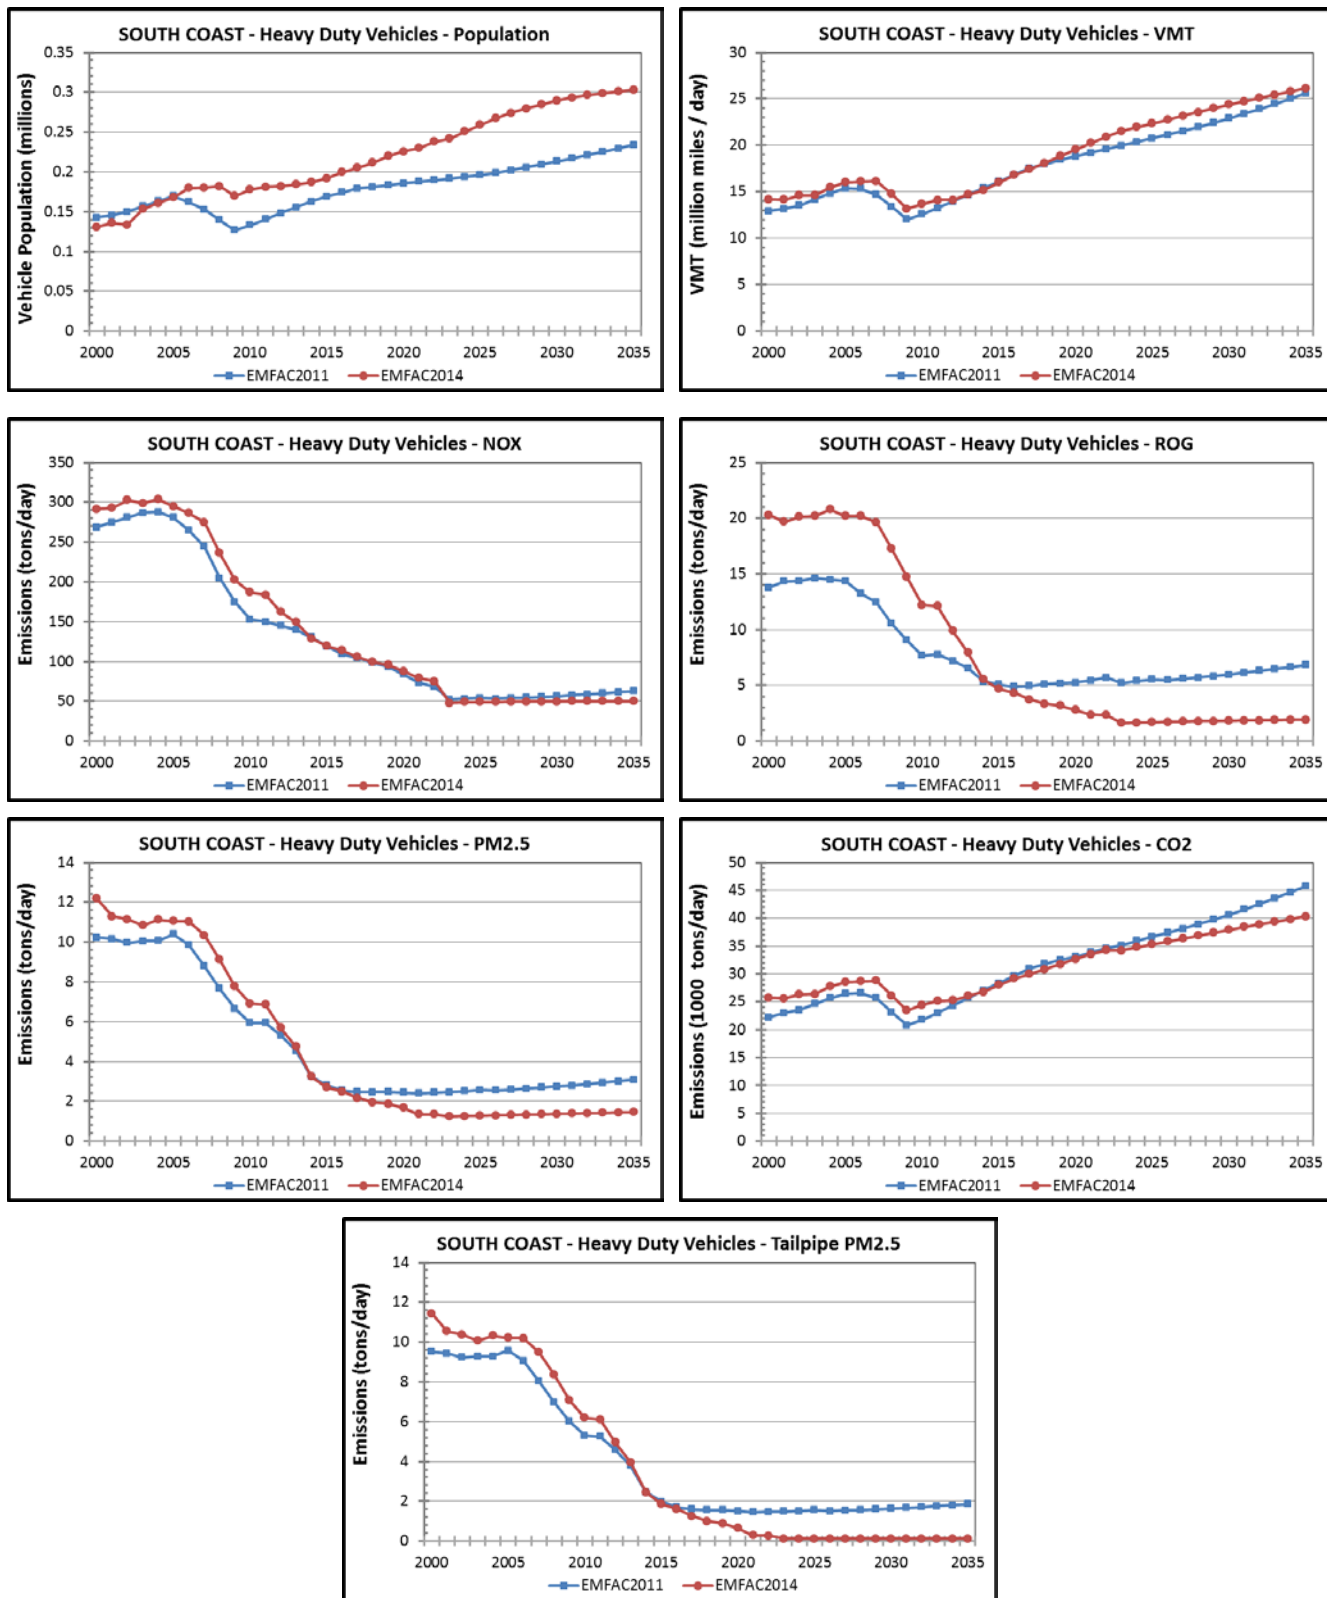 SOUTH COAST - Heavy Duty Vehicles - Population
Vehicle Population (millions)
0.35
0.3
0.25
0.2
0.15
0.1
0.05
0
2000 2005 2010 2015 2020 2025 2030 2035
EMFAC2011 EMFAC2014
SOUTH COAST - Heavy Duty Vehicles - VMT
VMT (million miles / day)
30
25
20
15
10
5
0
2000 2005 2010 2015 2020 2025 2030 2035
EMFAC2011 EMFAC2014
SOUTH COAST - Heavy Duty Vehicles - NOX
Emissions (tons/day)
350
300
250
200
150
100
50
0
2000 2005 2010 2015 2020 2025 2030 2035
EMFAC2011 EMFAC2014
SOUTH COAST - Heavy Duty Vehicles - ROG
Emissions (tons/day)
25
20
15
10
5
0
2000 2005 2010 2015 2020 2025 2030 2035
EMFAC2011 EMFAC2014
SOUTH COAST - Heavy Duty Vehicles - PM2.5
Emissions (tons/day)
14
12
10
8
6
4
2
0
2000 2005 2010 2015 2020 2025 2030 2035
EMFAC2011 EMFAC2014
SOUTH COAST - Heavy Duty Vehicles - CO2
Emissions (1000 tons/day)
50
45
40
35
30
25
20
15
10
5
0
2000 2005 2010 2015 2020 2025 2030 2035
EMFAC2011 EMFAC2014
SOUTH COAST - Heavy Duty Vehicles - Tailpipe PM2.5
Emissions (tons/day)
14
12
10
8
6
4
2
0
2000 2005 2010 2015 2020 2025 2030 2035
EMFAC2011 EMFAC2014